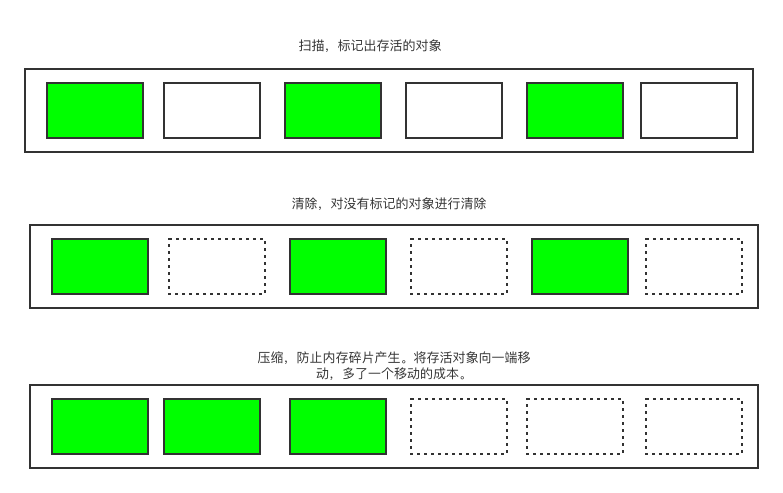 扫描，标记出存活的对象
清除，对没有标记的对象进行清除
压缩，防止内存碎片产生。将存活对象向一端移
动，多了一个移动的成本。